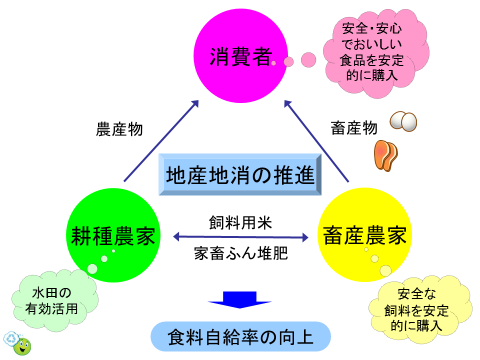 消費者
安全・安心
でおいしい
食品を安定
的に購入
農産物
畜産物
地産地消の推進
耕種農家
飼料用米
家畜ふん堆肥
畜産農家
水田の
有効活用
安全な
飼料を安定
的に購入
食料自給率の向上